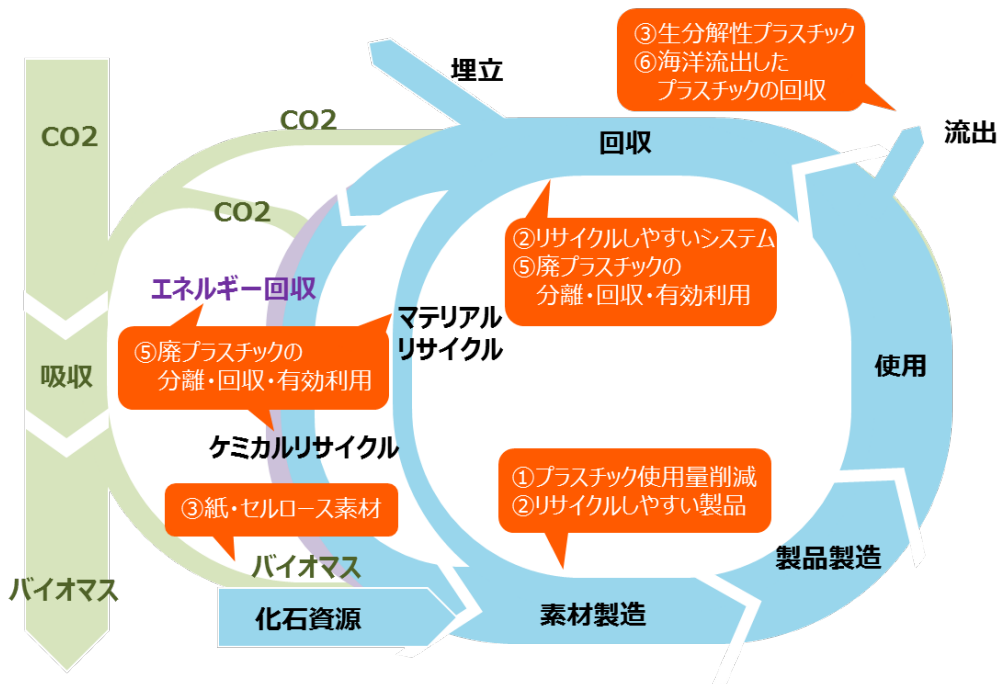 ③生分解性プラスチック
⑥海洋流出した
プラスチックの回収
埋立
CO2
CO2
回収
流出
CO2
②リサイクルしやすいシステム
⑤廃プラスチックの
分離・回収・有効利用
エネルギー回収
マテリアル
リサイクル
⑤廃プラスチックの
分離・回収・有効利用
吸収
使用
ケミカルリサイクル
①プラスチック使用量削減
②リサイクルしやすい製品
③紙・セルロース素材
製品製造
バイオマス
バイオマス
化石資源
素材製造